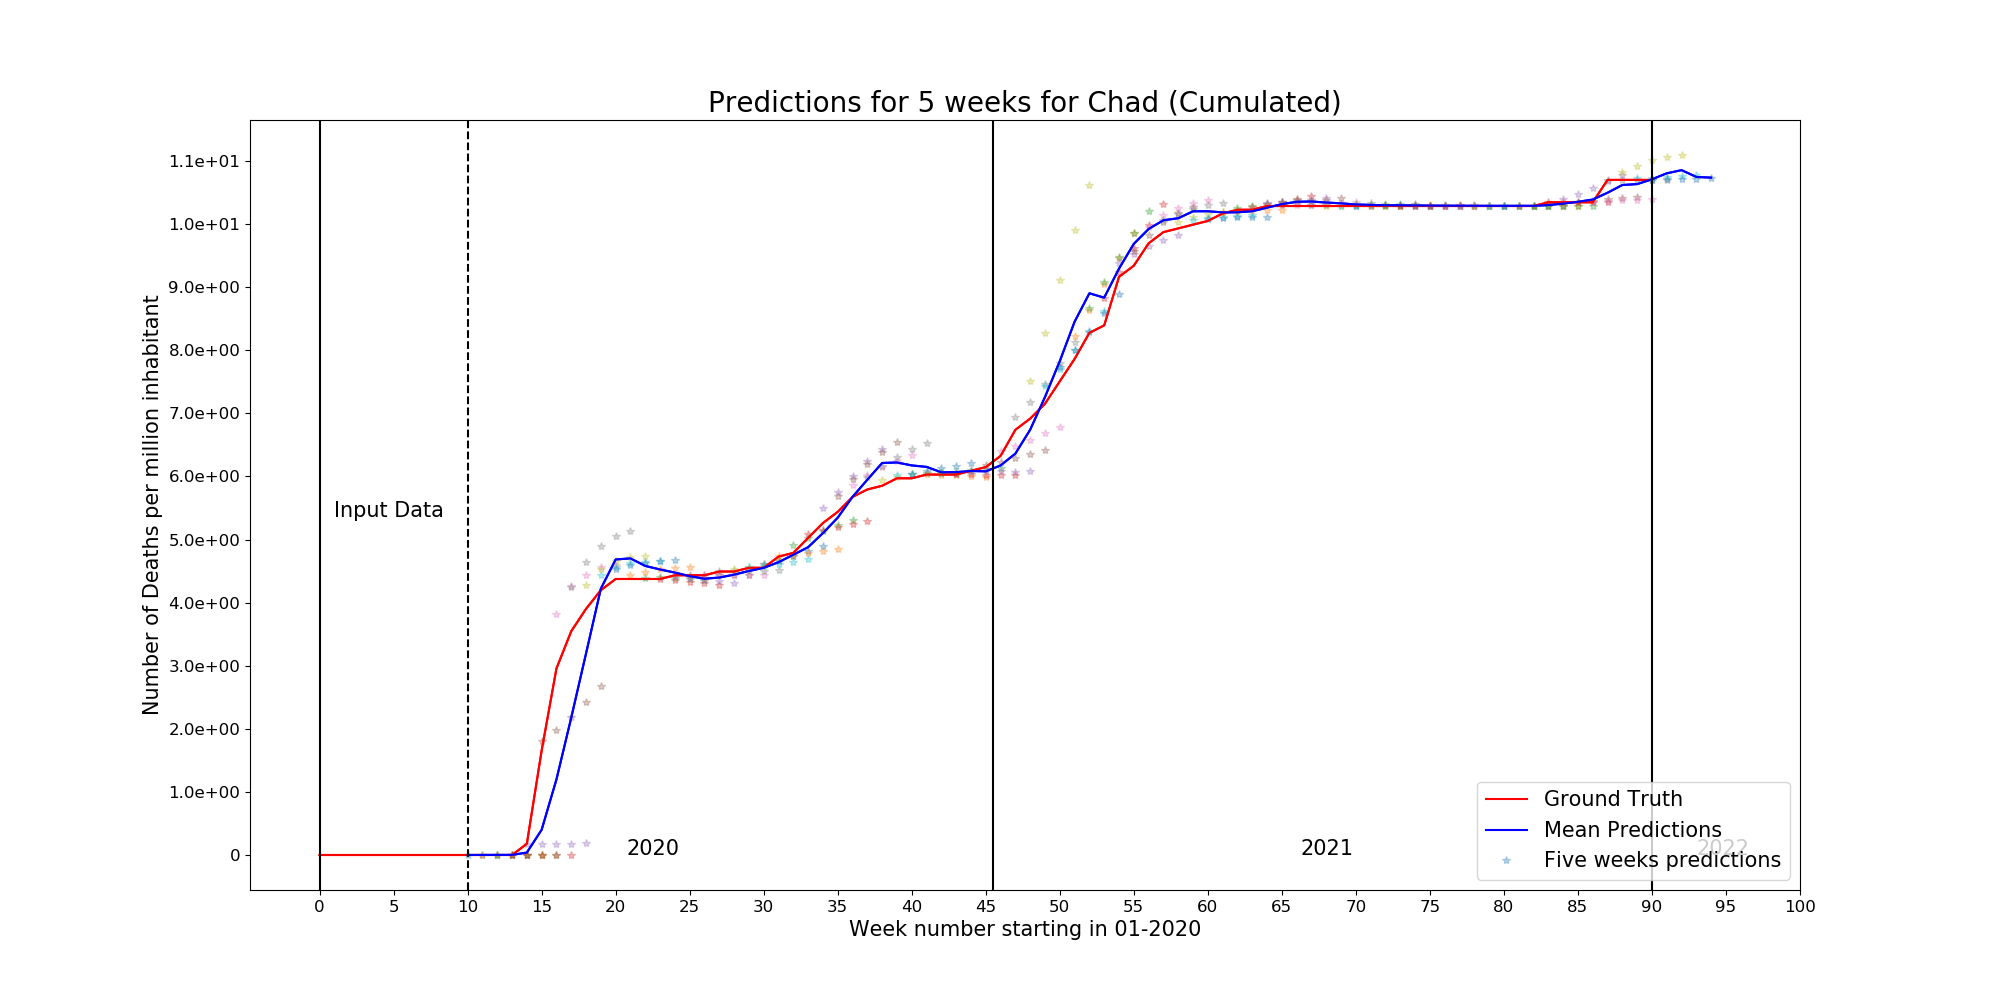 Predictions for 5 weeks for Chad (Cumulated)
Number of Deaths per million inhabitant
1.1e+01
1.0e+01
9.0e+00
8.0e+00
7.0e+00
6.0e+00
5.0e+00
4.0e+00
3.0e+00
2.0e+00
1.0e+00
0
Input Data
2020
2021
2022
Ground Truth
Mean Predictions
Five weeks predictions
0 5 10 15 20 25 30 35 40 45 50 55 60 65 70 75 80 85 90 95 100
Week number starting in 01-2020